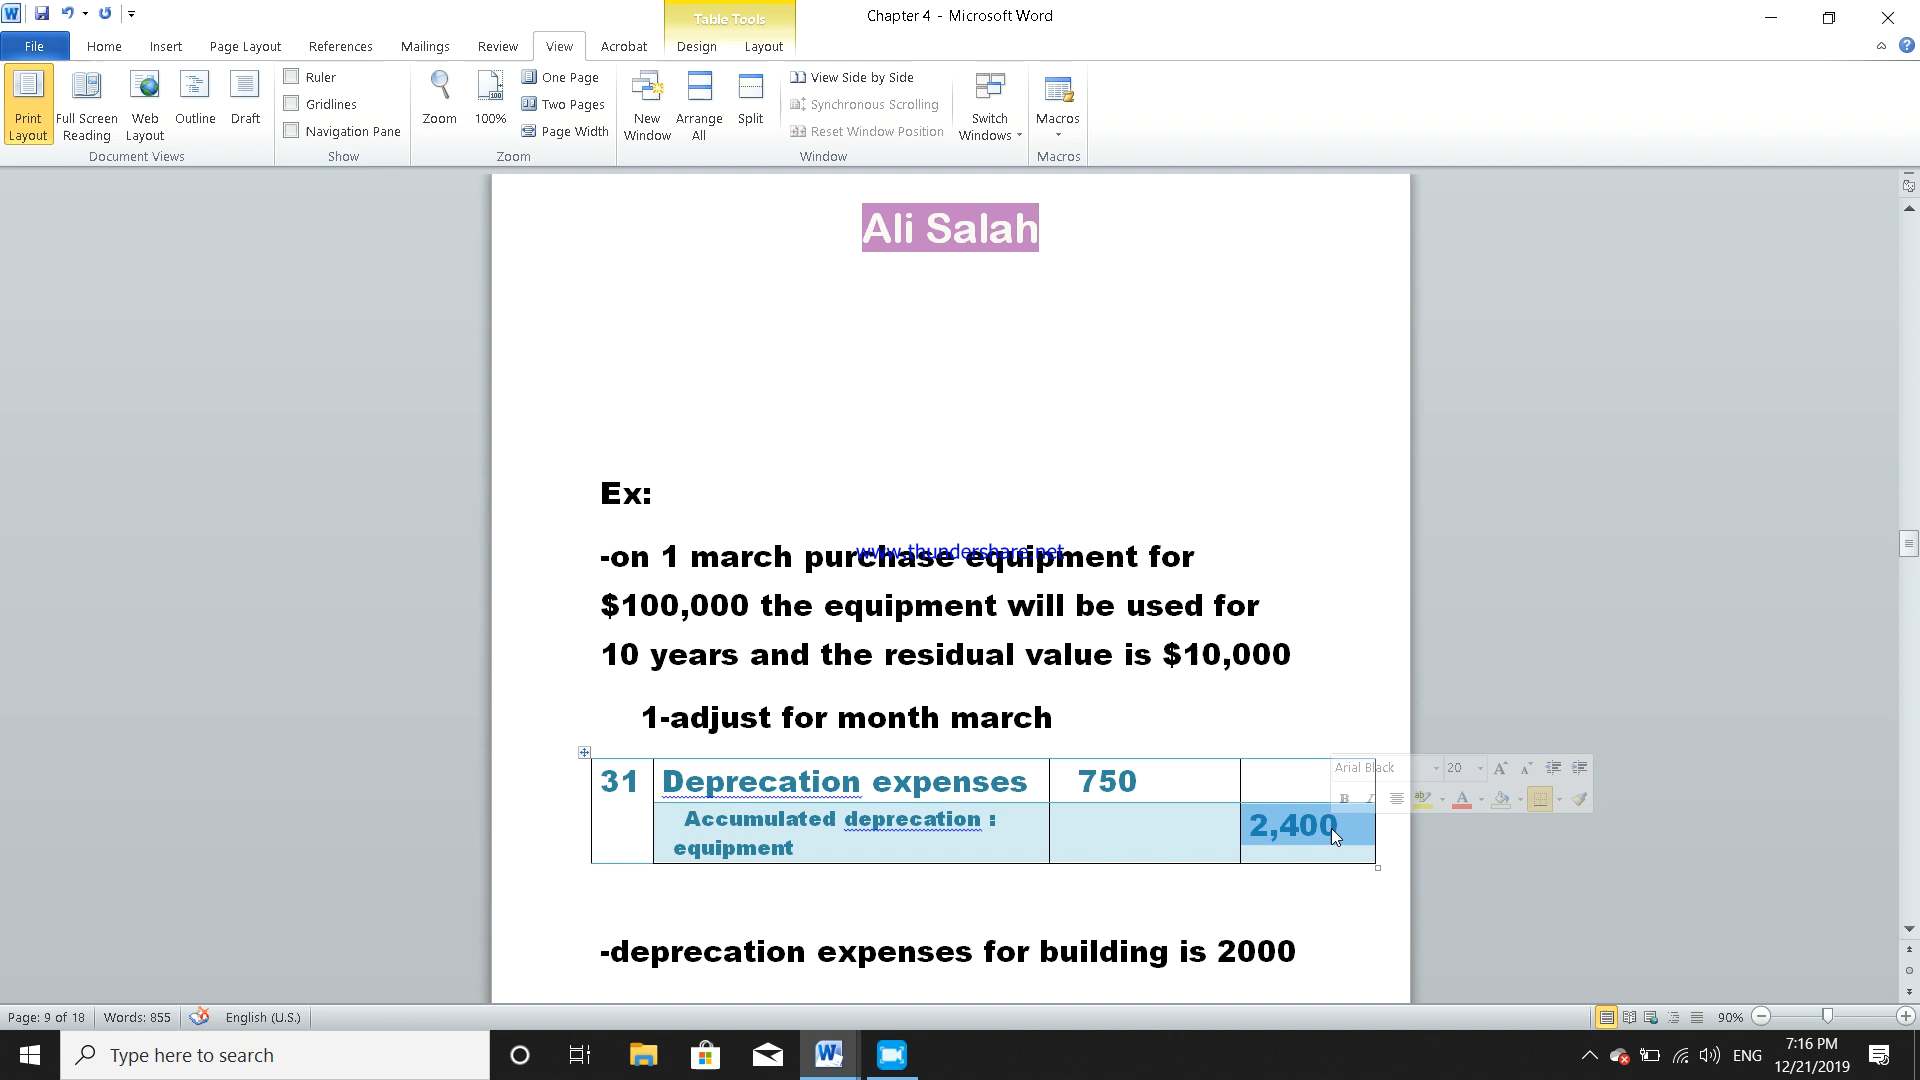 Chapter 4 - Microsoft Word
Table Tools
File Home Insert Page Layout References Mailings Review View Acrobat Design Layout
Print Layout
Full Screen Reading
Web Layout
Outline
Draft
Document Views
Ruler
Gridlines
Navigation Pane
Show
Zoom
100%
One Page
Two Pages
Page Width
Zoom
New Window
Arrange All
Split
View Side by Side
Synchronous Scrolling
Reset Window Position
Window
Switch Windows
Macros
Macros
Ali Salah
Ex:
www.thundershare.net
-on 1 march purchase equipment for
$100,000 the equipment will be used for
10 years and the residual value is $10,000
1-adjust for month march
31 Deprecation expenses 750
Accumulated deprecation :
equipment
2,400
Arial Black 20
-deprecation expenses for building is 2000
Page: 9 of 18 Words: 855 English (U.S.) 90%
Type here to search
ENG
7:16 PM
12/21/2019